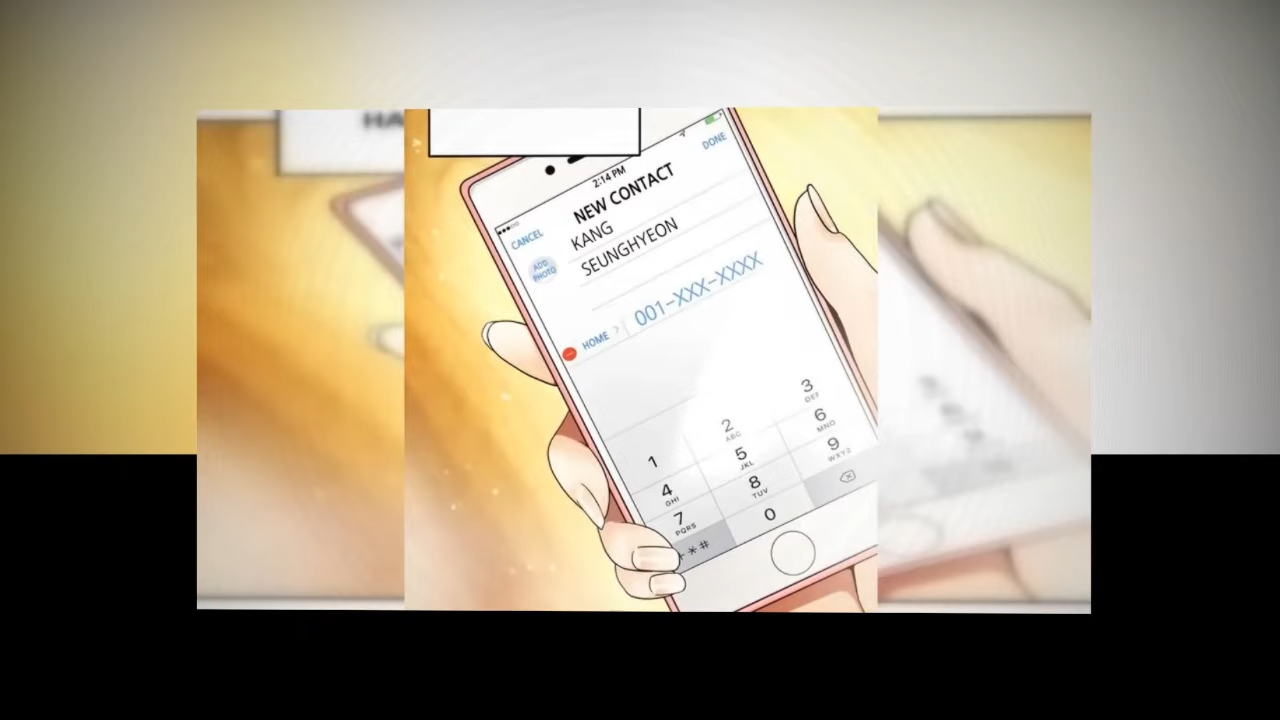 HA
2:14 PM
CANCEL
NEW CONTACT
DONE
ADD
PHOTO
KANG
SEUNGHYEON
HOME > 001-XXX-XXXX
1
2
ABC
3
DEF
4
GHI
5
JKL
6
MNO
7
PQRS
8
TUV
9
WXYZ
+*#
0